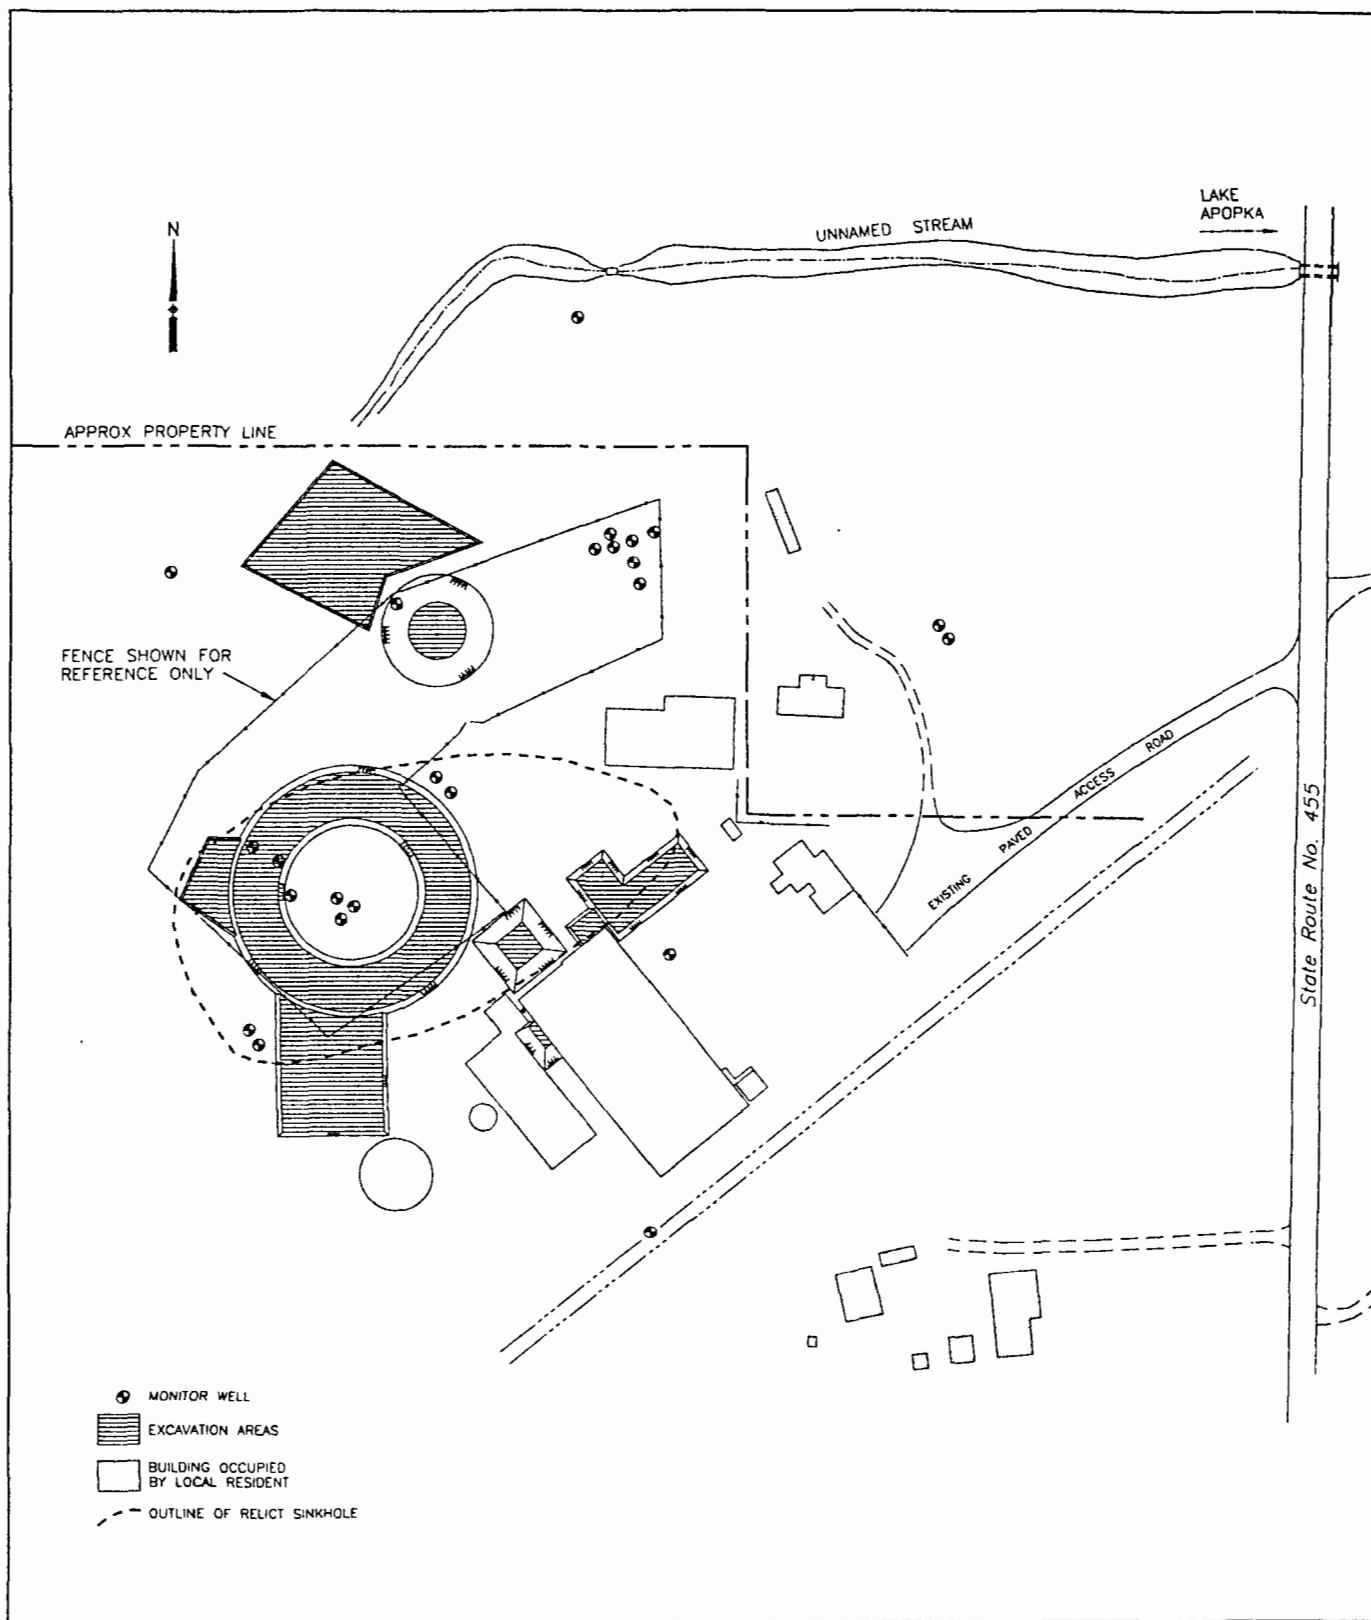 LAKE
APOPKA
UNNAMED STREAM
N
APPROX PROPERTY LINE
FENCE SHOWN FOR
REFERENCE ONLY
EXISTING PAVED ACCESS ROAD
State Route No. 455
MONITOR WELL
EXCAVATION AREAS
BUILDING OCCUPIED
BY LOCAL RESIDENT
OUTLINE OF RELICT SINKHOLE